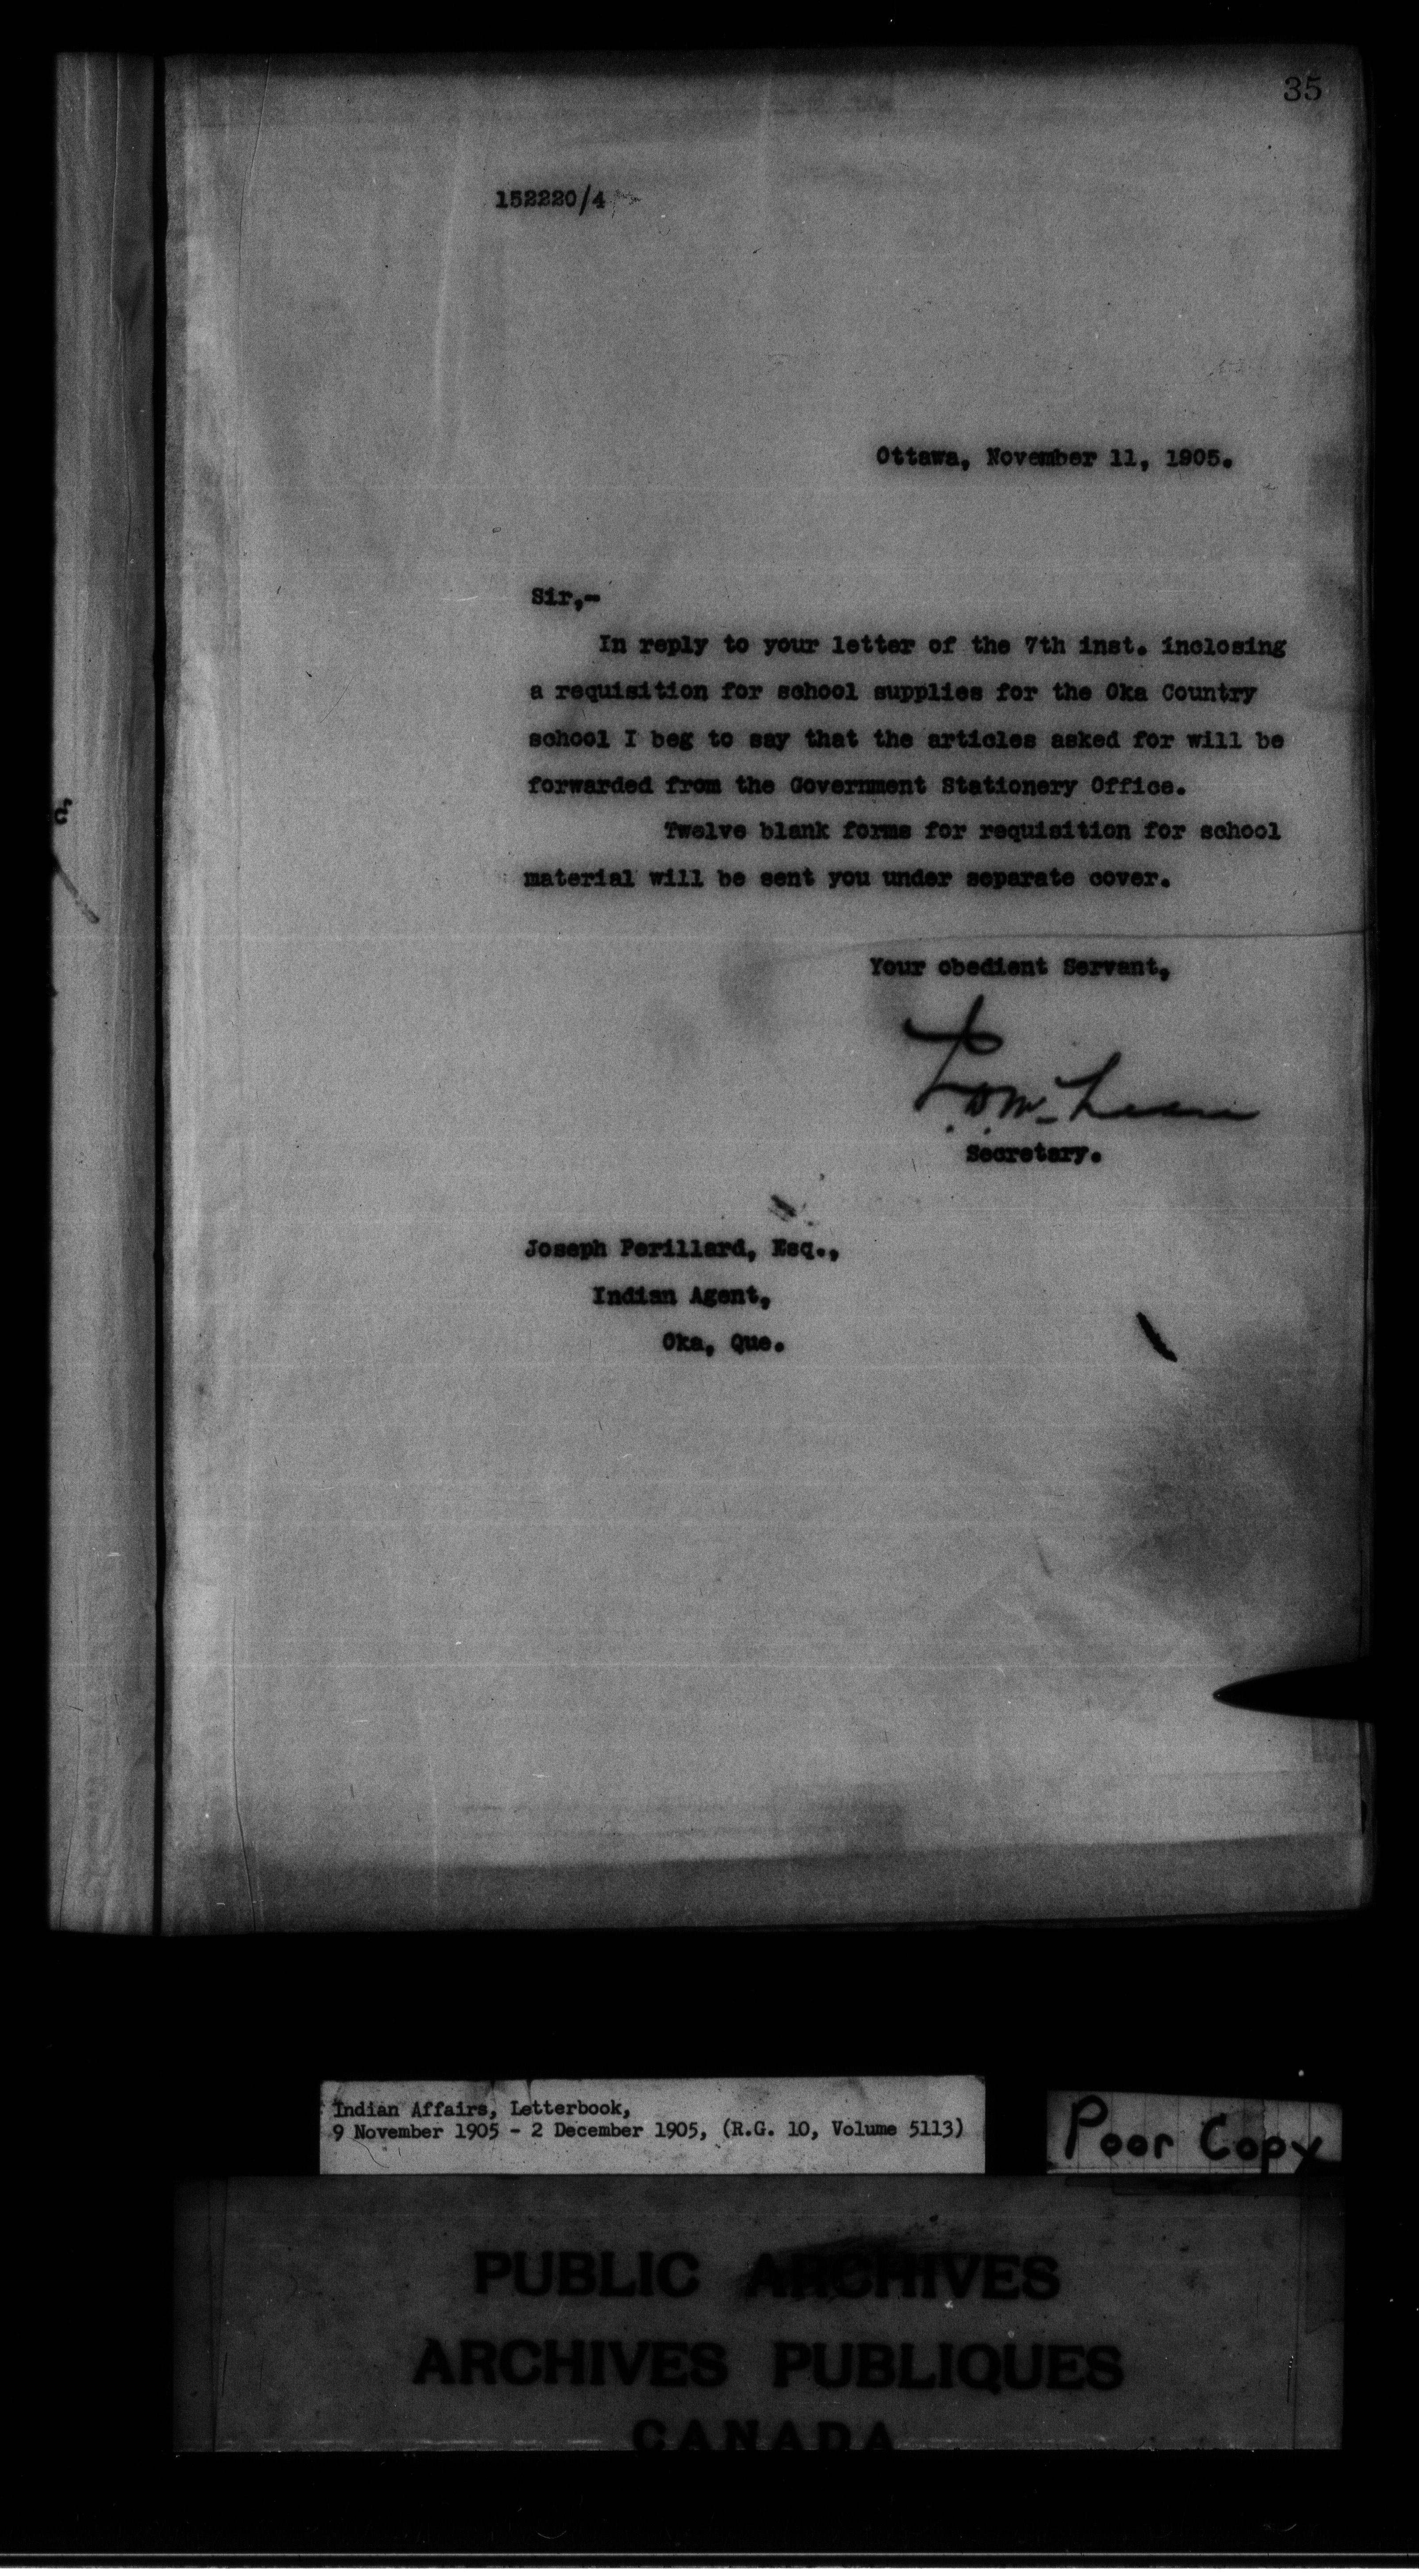 35
152220/4
Ottawa, November 11, 1905.
Sir,-
In reply to your letter of the 7th inst. inclosing
a requisition for school supplies for the Oka Country
school I beg to say that the articles asked for will be
forwarded from the Government Stationery Office.
Twelve blank forms for requisition for school
material will be sent you under separate cover.
Your obedient Servant,
J.D. McLean
Secretary.
Joseph Perillard, Esq.,
Indian Agent,
Oka, Que.
Indian Affairs, Letterbook,
9 November 1905 - 2 December 1905, (R.G. 10, Volume 5113)
Poor Copy
PUBLIC ARCHIVES
ARCHIVES PUBLIQUES
CANADA